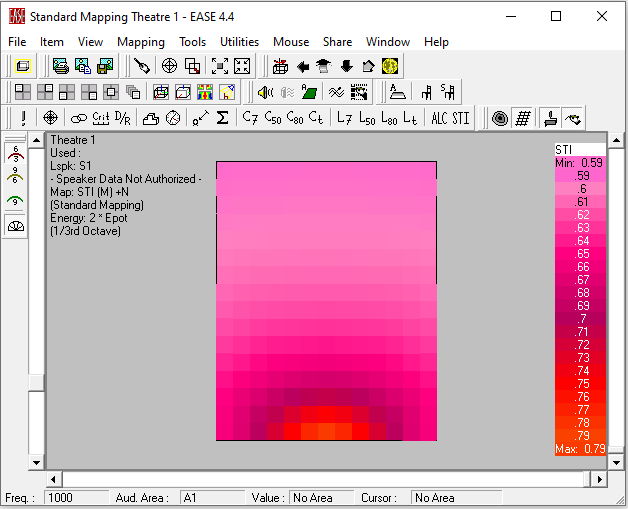 EASE Standard Mapping Theatre 1 - EASE 4.4
File Item View Mapping Tools Utilities Mouse Share Window Help
! Crit D/R Σ C7 C50 C80 Ct L7 L50 L80 Lt ALC STI
Theatre 1
Used :
Lspk: S1
- Speaker Data Not Authorized -
Map: STI (M) +N
(Standard Mapping)
Energy: 2 * Epot
(1/3rd Octave)
STI
Min: 0.59
.59
.6
.61
.62
.63
.64
.65
.66
.67
.68
.69
.7
.71
.72
.73
.74
.75
.76
.77
.78
.79
Max: 0.79
Freq. : 1000 Aud. Area : A1 Value : No Area Cursor : No Area